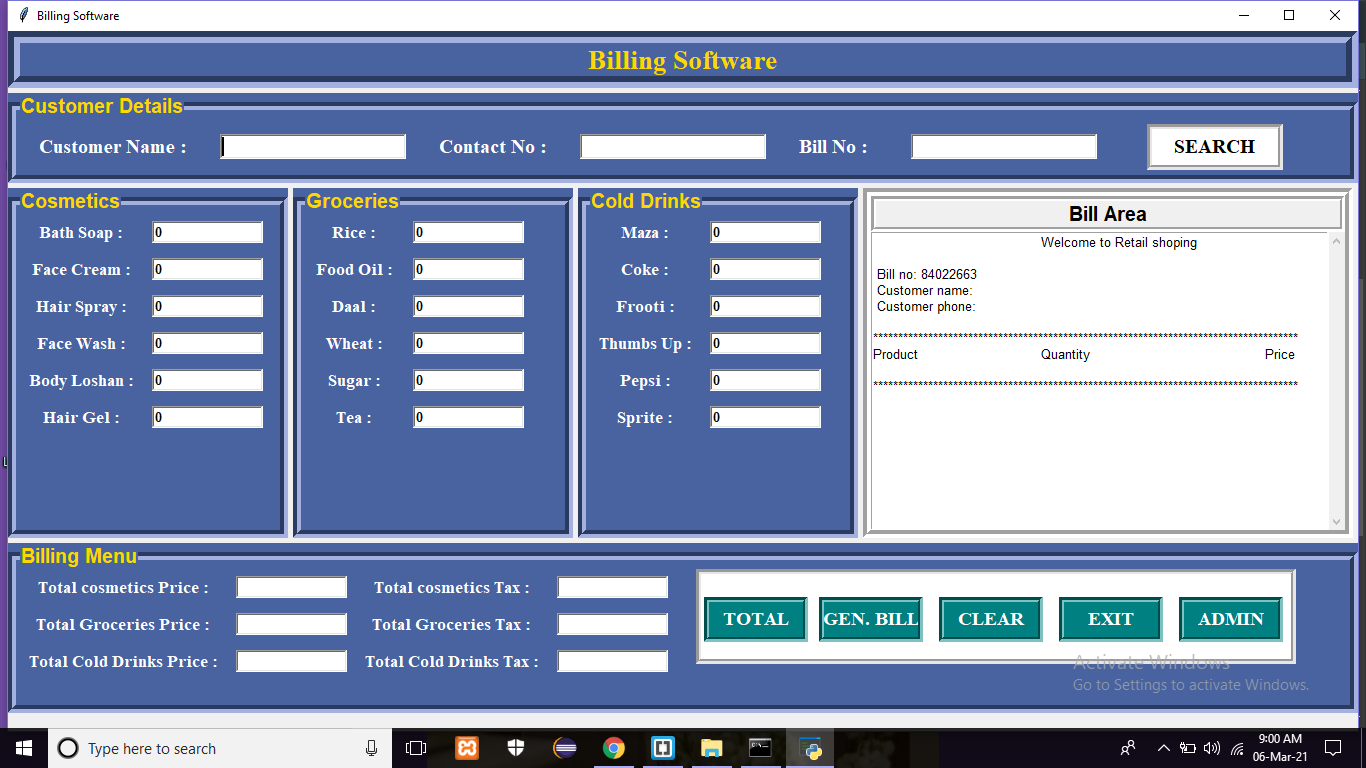 Billing Software
Billing Software
Customer Details
Customer Name :
Contact No :
Bill No :
SEARCH
Cosmetics
Bath Soap : 0
Face Cream : 0
Hair Spray : 0
Face Wash : 0
Body Loshan : 0
Hair Gel : 0
Groceries
Rice : 0
Food Oil : 0
Daal : 0
Wheat : 0
Sugar : 0
Tea : 0
Cold Drinks
Maza : 0
Coke : 0
Frooti : 0
Thumbs Up : 0
Pepsi : 0
Sprite : 0
Bill Area
Welcome to Retail shoping
Bill no: 84022663
Customer name:
Customer phone:
Product Quantity Price
Billing Menu
Total cosmetics Price :
Total cosmetics Tax :
Total Groceries Price :
Total Groceries Tax :
Total Cold Drinks Price :
Total Cold Drinks Tax :
TOTAL
GEN. BILL
CLEAR
EXIT
ADMIN
Activate Windows
Go to Settings to activate Windows.
Type here to search
9:00 AM
06-Mar-21